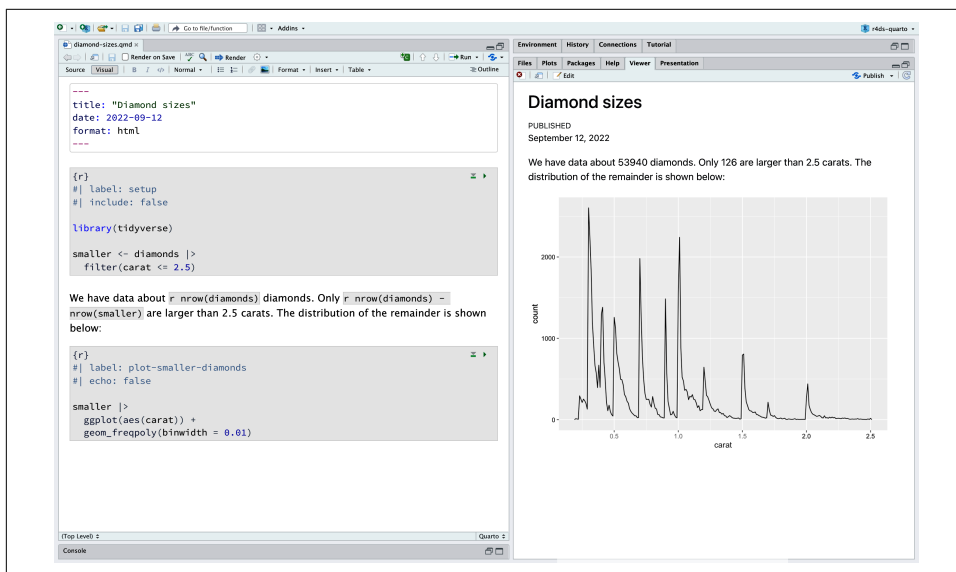 Go to file/function Addins r4ds-quarto
diamond-sizes.qmd ×
Render on Save ABC Render Run
Source Visual B I </> Normal Format Insert Table Outline
---
title: "Diamond sizes"
date: 2022-09-12
format: html
---
{r}
#| label: setup
#| include: false
library(tidyverse)
smaller <- diamonds |>
filter(carat <= 2.5)
We have data about r nrow(diamonds) diamonds. Only r nrow(diamonds) -
nrow(smaller) are larger than 2.5 carats. The distribution of the remainder is shown
below:
{r}
#| label: plot-smaller-diamonds
#| echo: false
smaller |>
ggplot(aes(carat)) +
geom_freqpoly(binwidth = 0.01)
(Top Level) Quarto
Console
Environment History Connections Tutorial
Files Plots Packages Help Viewer Presentation
Edit Publish
Diamond sizes
PUBLISHED
September 12, 2022
We have data about 53940 diamonds. Only 126 are larger than 2.5 carats. The
distribution of the remainder is shown below:
2000
1000
0
count
0.5 1.0 1.5 2.0 2.5
carat